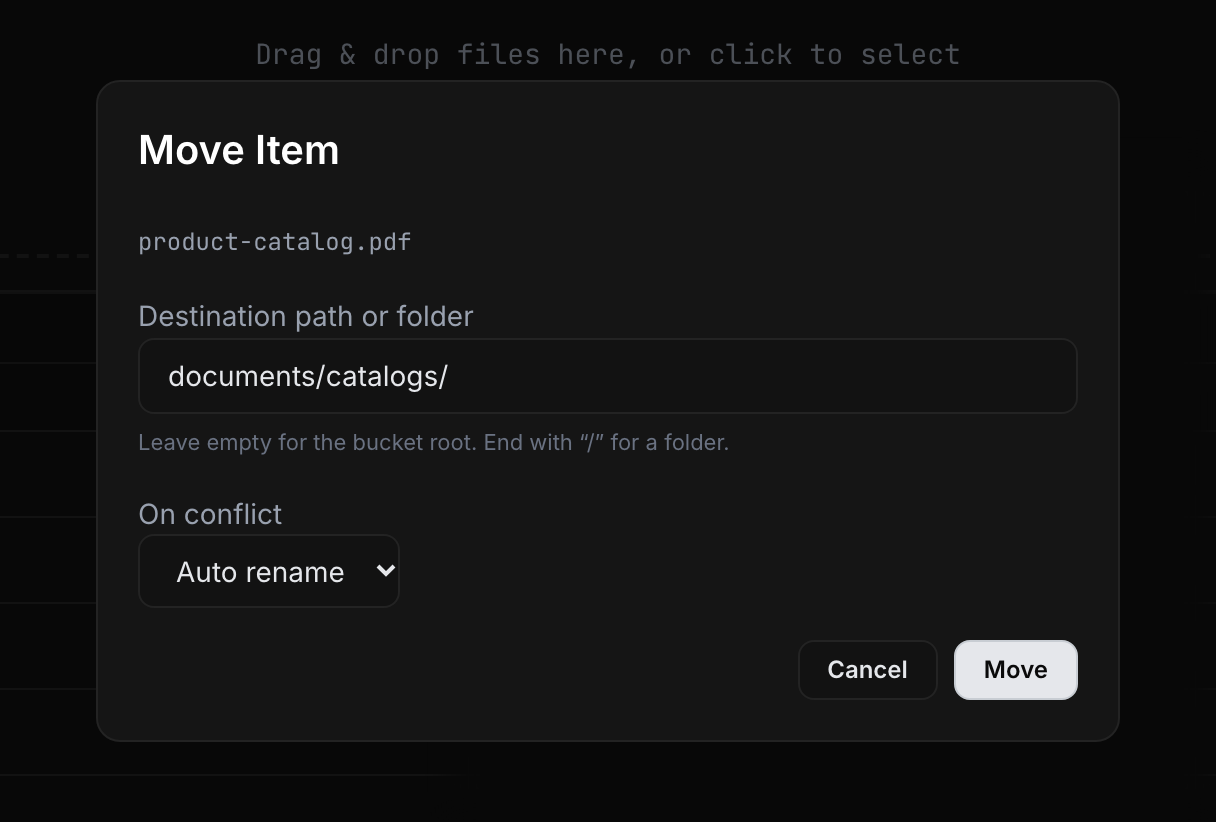 Drag & drop files here, or click to select
Move Item
product-catalog.pdf
Destination path or folder
documents/catalogs/
Leave empty for the bucket root. End with “/” for a folder.
On conflict
Auto rename
Cancel
Move